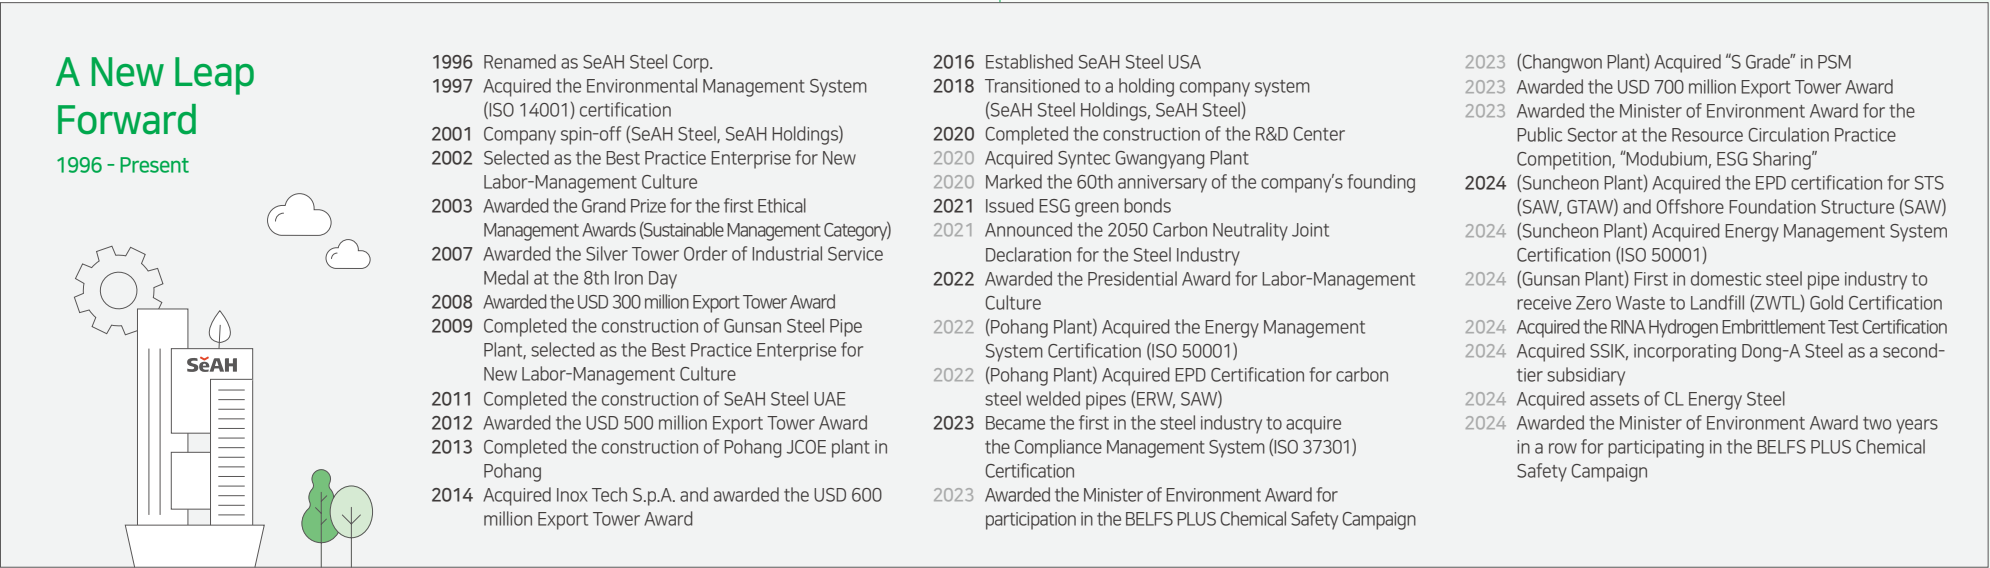 A New Leap
Forward
1996 - Present
SěAH
1996 Renamed as SeAH Steel Corp.
1997 Acquired the Environmental Management System
(ISO 14001) certification
2001 Company spin-off (SeAH Steel, SeAH Holdings)
2002 Selected as the Best Practice Enterprise for New
Labor-Management Culture
2003 Awarded the Grand Prize for the first Ethical
Management Awards (Sustainable Management Category)
2007 Awarded the Silver Tower Order of Industrial Service
Medal at the 8th Iron Day
2008 Awarded the USD 300 million Export Tower Award
2009 Completed the construction of Gunsan Steel Pipe
Plant, selected as the Best Practice Enterprise for
New Labor-Management Culture
2011 Completed the construction of SeAH Steel UAE
2012 Awarded the USD 500 million Export Tower Award
2013 Completed the construction of Pohang JCOE plant in
Pohang
2014 Acquired Inox Tech S.p.A. and awarded the USD 600
million Export Tower Award
2016 Established SeAH Steel USA
2018 Transitioned to a holding company system
(SeAH Steel Holdings, SeAH Steel)
2020 Completed the construction of the R&D Center
2020 Acquired Syntec Gwangyang Plant
2020 Marked the 60th anniversary of the company's founding
2021 Issued ESG green bonds
2021 Announced the 2050 Carbon Neutrality Joint
Declaration for the Steel Industry
2022 Awarded the Presidential Award for Labor-Management
Culture
2022 (Pohang Plant) Acquired the Energy Management
System Certification (ISO 50001)
2022 (Pohang Plant) Acquired EPD Certification for carbon
steel welded pipes (ERW, SAW)
2023 Became the first in the steel industry to acquire
the Compliance Management System (ISO 37301)
Certification
2023 Awarded the Minister of Environment Award for
participation in the BELFS PLUS Chemical Safety Campaign
2023 (Changwon Plant) Acquired “S Grade” in PSM
2023 Awarded the USD 700 million Export Tower Award
2023 Awarded the Minister of Environment Award for the
Public Sector at the Resource Circulation Practice
Competition, “Modubium, ESG Sharing”
2024 (Suncheon Plant) Acquired the EPD certification for STS
(SAW, GTAW) and Offshore Foundation Structure (SAW)
2024 (Suncheon Plant) Acquired Energy Management System
Certification (ISO 50001)
2024 (Gunsan Plant) First in domestic steel pipe industry to
receive Zero Waste to Landfill (ZWTL) Gold Certification
2024 Acquired the RINA Hydrogen Embrittlement Test Certification
2024 Acquired SSIK, incorporating Dong-A Steel as a second-
tier subsidiary
2024 Acquired assets of CL Energy Steel
2024 Awarded the Minister of Environment Award two years
in a row for participating in the BELFS PLUS Chemical
Safety Campaign